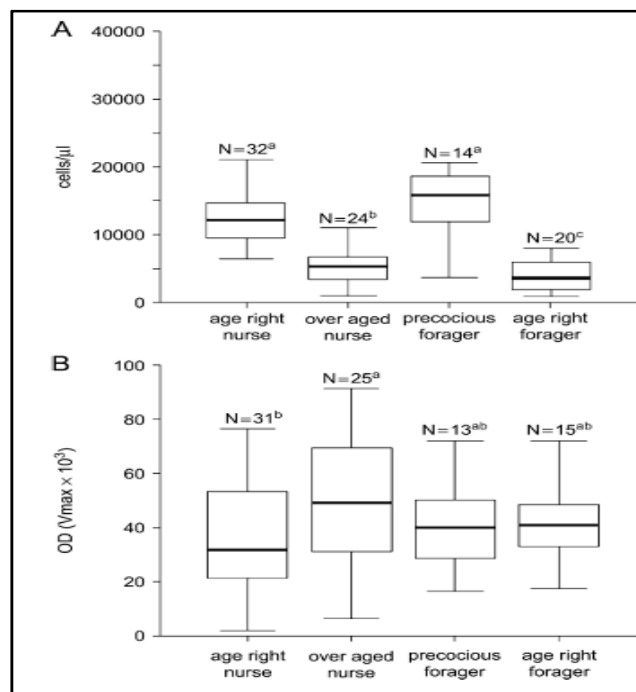 A
40000
30000
20000
10000
0
cells/µl
N=32ᵃ
N=24ᵇ
N=14ᵃ
N=20ᶜ
age right
nurse
over aged
nurse
precocious
forager
age right
forager
B
100
80
60
40
20
0
OD (Vmax × 10³)
N=31ᵇ
N=25ᵃ
N=13ᵃᵇ
N=15ᵃᵇ
age right
nurse
over aged
nurse
precocious
forager
age right
forager